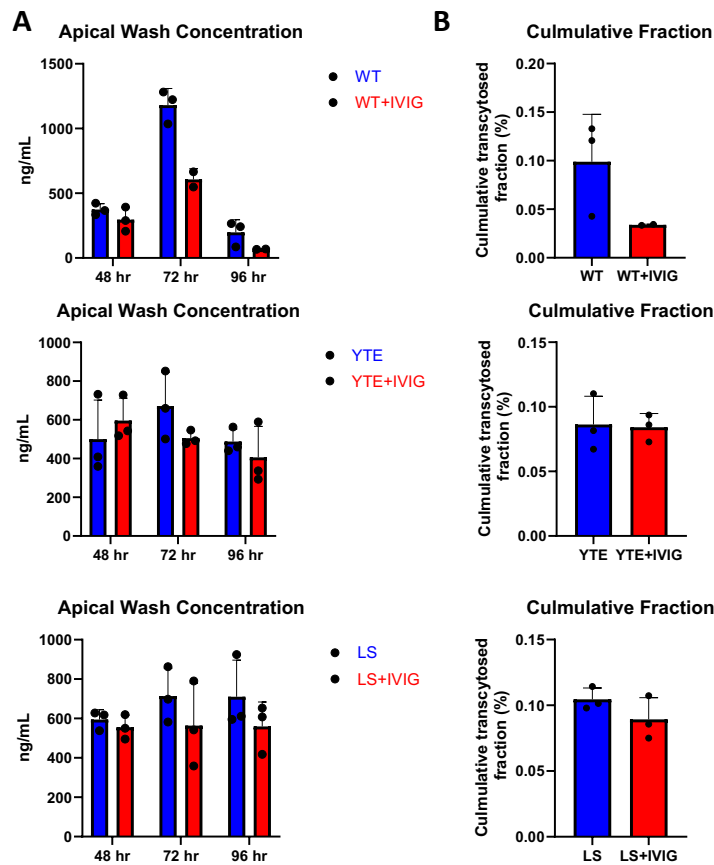 A
Apical Wash Concentration
ng/mL
1500
1000
500
0
48 hr 72 hr 96 hr
WT
WT+IVIG
B
Culmulative Fraction
Culmulative transcytosed
fraction (%)
0.20
0.15
0.10
0.05
0.00
WT WT+IVIG
Apical Wash Concentration
ng/mL
1000
800
600
400
200
0
48 hr 72 hr 96 hr
YTE
YTE+IVIG
Culmulative Fraction
Culmulative transcytosed
fraction (%)
0.15
0.10
0.05
0.00
YTE YTE+IVIG
Apical Wash Concentration
ng/mL
1000
800
600
400
200
0
48 hr 72 hr 96 hr
LS
LS+IVIG
Culmulative Fraction
Culmulative transcytosed
fraction (%)
0.15
0.10
0.05
0.00
LS LS+IVIG